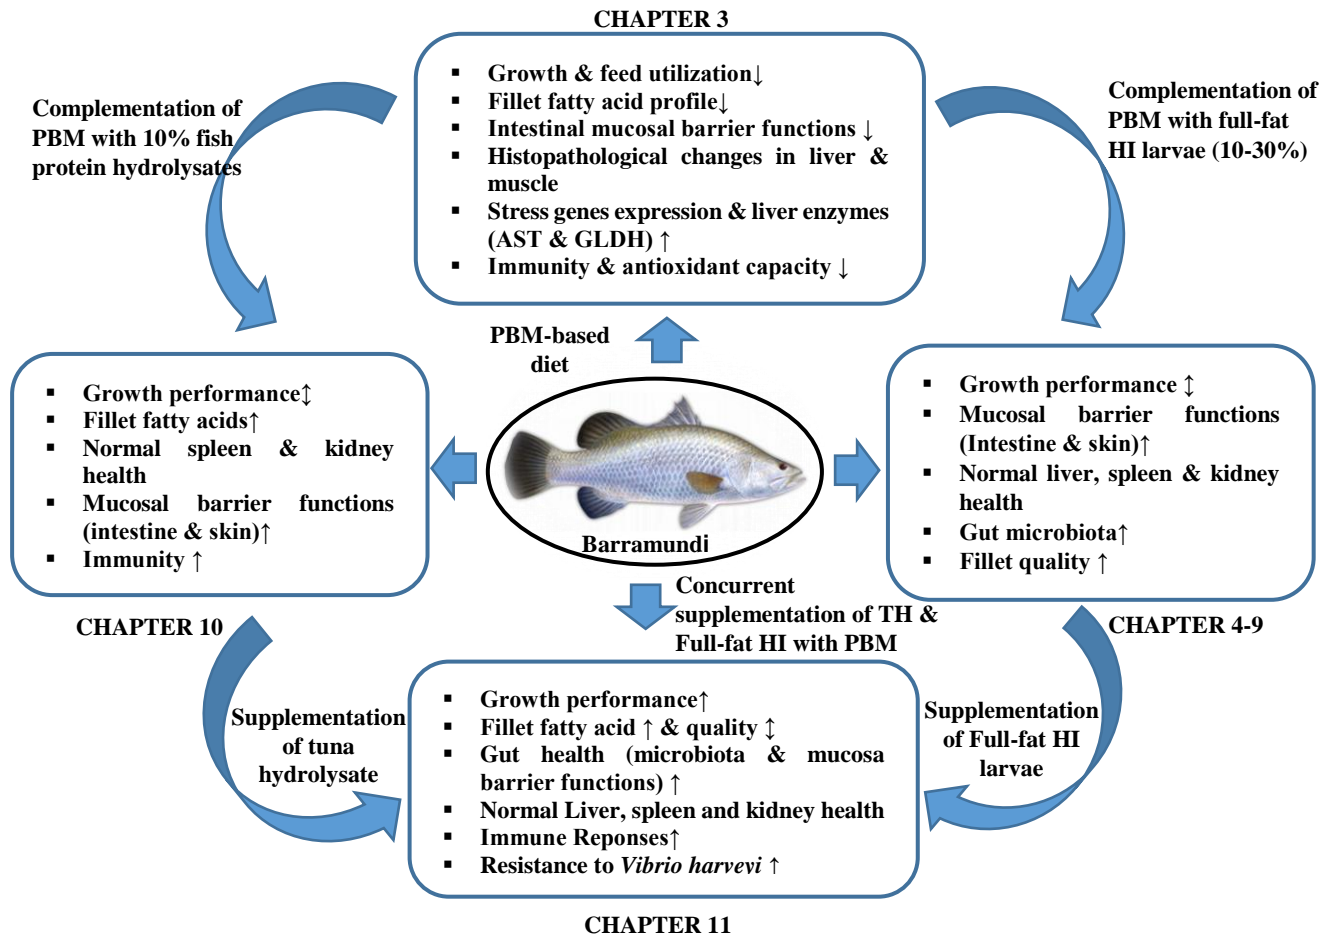 CHAPTER 3
▪ Growth & feed utilization↓
▪ Fillet fatty acid profile↓
▪ Intestinal mucosal barrier functions ↓
▪ Histopathological changes in liver &
muscle
▪ Stress genes expression & liver enzymes
(AST & GLDH) ↑
▪ Immunity & antioxidant capacity ↓
Complementation of
PBM with 10% fish
protein hydrolysates
Complementation of
PBM with full-fat
HI larvae (10-30%)
PBM-based
diet
▪ Growth performance↕
▪ Fillet fatty acids↑
▪ Normal spleen & kidney
health
▪ Mucosal barrier functions
(intestine & skin)↑
▪ Immunity ↑
CHAPTER 10
Barramundi
▪ Growth performance ↕
▪ Mucosal barrier functions
(Intestine & skin)↑
▪ Normal liver, spleen & kidney
health
▪ Gut microbiota↑
▪ Fillet quality ↑
CHAPTER 4-9
Concurrent
supplementation of TH &
Full-fat HI with PBM
Supplementation
of tuna
hydrolysate
Supplementation
of Full-fat HI
larvae
▪ Growth performance↑
▪ Fillet fatty acid ↑ & quality ↕
▪ Gut health (microbiota & mucosa
barrier functions) ↑
▪ Normal Liver, spleen and kidney health
▪ Immune Reponses↑
▪ Resistance to Vibrio harveyi ↑
CHAPTER 11